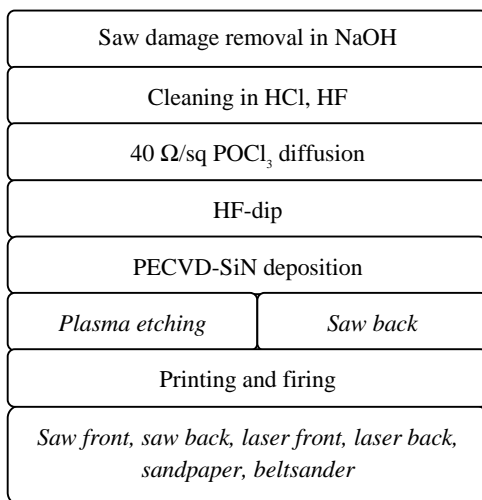 Saw damage removal in NaOH
Cleaning in HCl, HF
40 Ω/sq POCl₃ diffusion
HF-dip
PECVD-SiN deposition
Plasma etching
Saw back
Printing and firing
Saw front, saw back, laser front, laser back,
sandpaper, beltsander